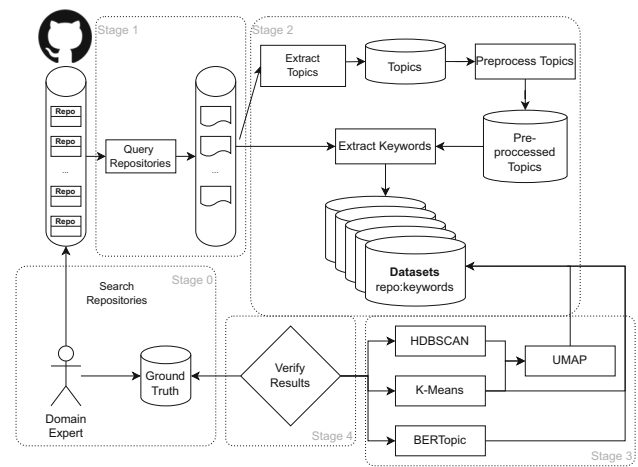 Stage 1
Stage 2
Repo
Repo
...
Repo
Repo
Query
Repositories
...
Extract
Topics
Topics
Preprocess Topics
Extract Keywords
Pre-
proccessed
Topics
Datasets
repo:keywords
Stage 0
Search
Repositories
Domain
Expert
Ground
Truth
Verify
Results
Stage 4
HDBSCAN
K-Means
BERTopic
UMAP
Stage 3